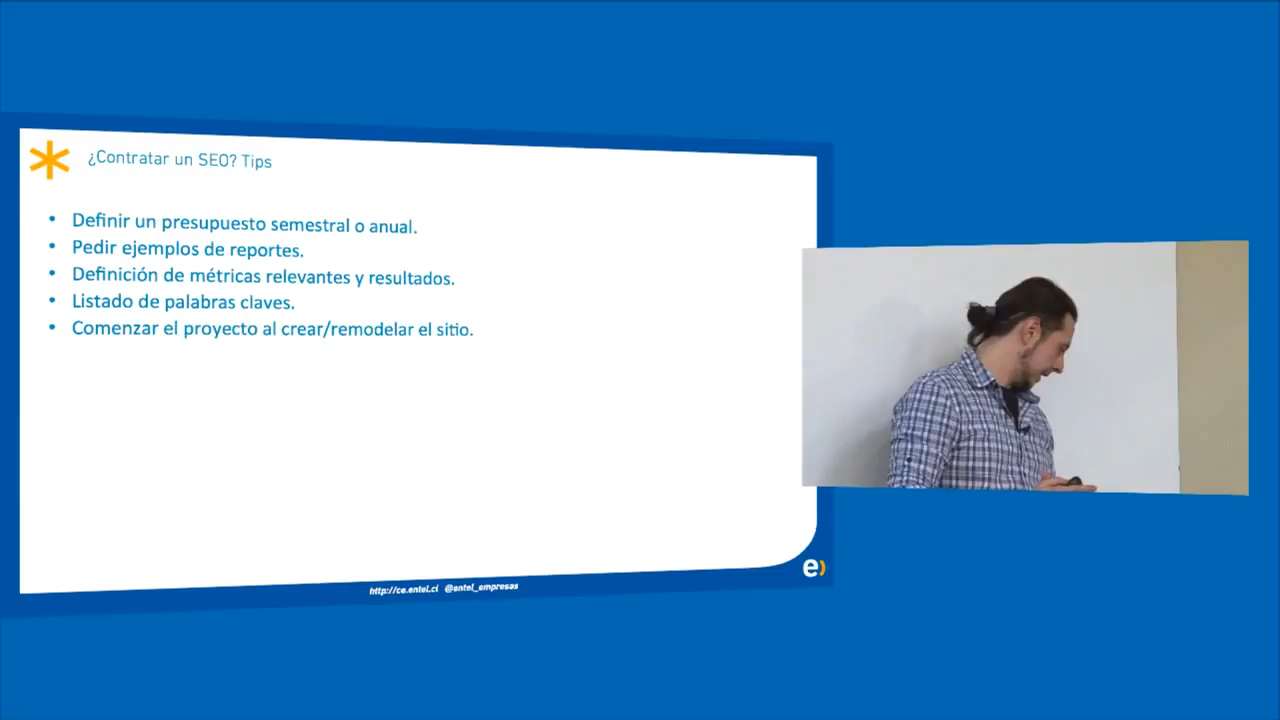 ¿Contratar un SEO? Tips
• Definir un presupuesto semestral o anual.
• Pedir ejemplos de reportes.
• Definición de métricas relevantes y resultados.
• Listado de palabras claves.
• Comenzar el proyecto al crear/remodelar el sitio.
e)
http://ce.entel.cl @entel_empresas